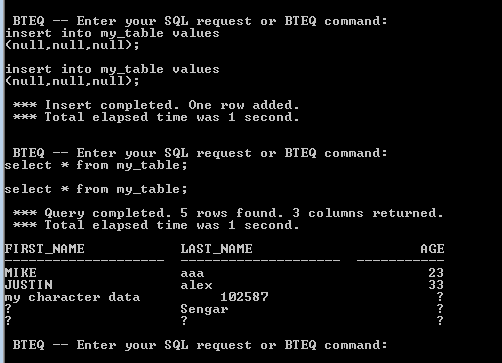 BTEQ -- Enter your SQL request or BTEQ command:
insert into my_table values
(null,null,null);
insert into my_table values
(null,null,null);
*** Insert completed. One row added.
*** Total elapsed time was 1 second.
BTEQ -- Enter your SQL request or BTEQ command:
select * from my_table;
select * from my_table;
*** Query completed. 5 rows found. 3 columns returned.
*** Total elapsed time was 1 second.
FIRST_NAME LAST_NAME AGE
-------------------- -------------------- -----------
MIKE aaa 23
JUSTIN alex 33
my character data 102587 ?
? Sengar ?
? ? ?
BTEQ -- Enter your SQL request or BTEQ command: